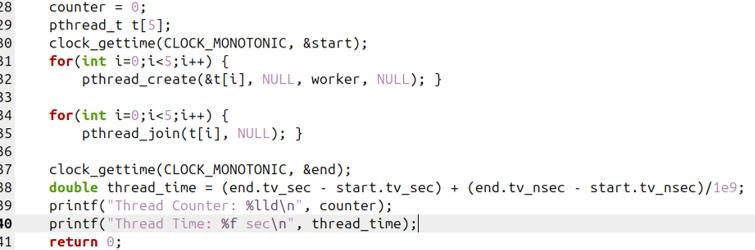 28    counter = 0;
29    pthread_t t[5];
30    clock_gettime(CLOCK_MONOTONIC, &start);
31    for(int i=0;i<5;i++) {
32        pthread_create(&t[i], NULL, worker, NULL); }
33
34    for(int i=0;i<5;i++) {
35        pthread_join(t[i], NULL); }
36
37    clock_gettime(CLOCK_MONOTONIC, &end);
38    double thread_time = (end.tv_sec - start.tv_sec) + (end.tv_nsec - start.tv_nsec)/1e9;
39    printf("Thread Counter: %lld\n", counter);
40    printf("Thread Time: %f sec\n", thread_time);
41    return 0;